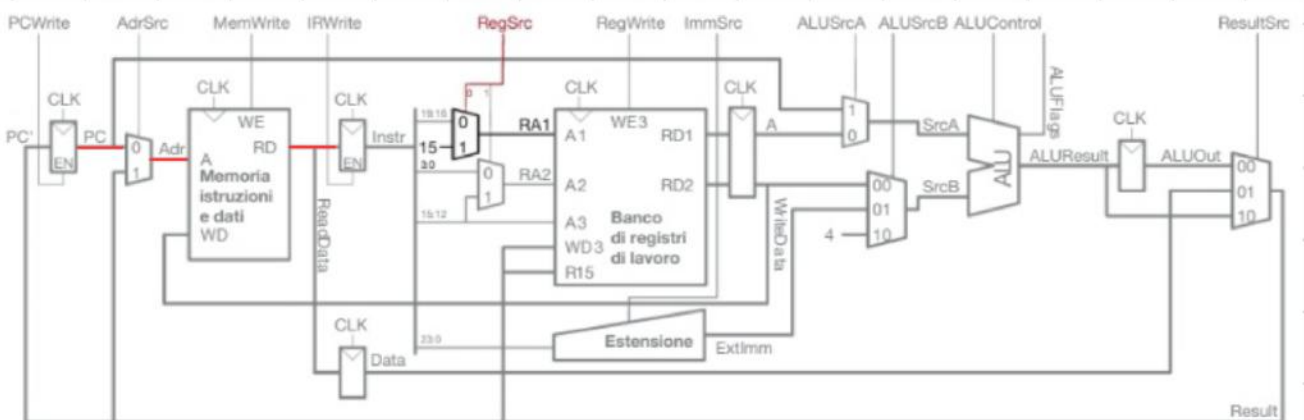 PCWrite AdrSrc MemWrite IRWrite RegSrc RegWrite ImmSrc ALUSrcA ALUSrcB ALUControl ResultSrc
0 1
CLK CLK CLK CLK CLK CLK
PC' EN PC
0 1 Adr
WE
A RD
Memoria
istruzioni
e dati
WD
EN Instr
ReadData
19:16
15
3:0
15:12
23:0
0 1 RA1
0 1 RA2
A1 WE3 RD1
A2 RD2
A3
Banco
di registri
di lavoro
WD3
R15
A
WriteData
1 0 SrcA
00 01 10 SrcB
4
ALU
ALUFlags
ALUResult
ALUOut
00
01
10
Estensione
ExtImm
CLK
Data
Result